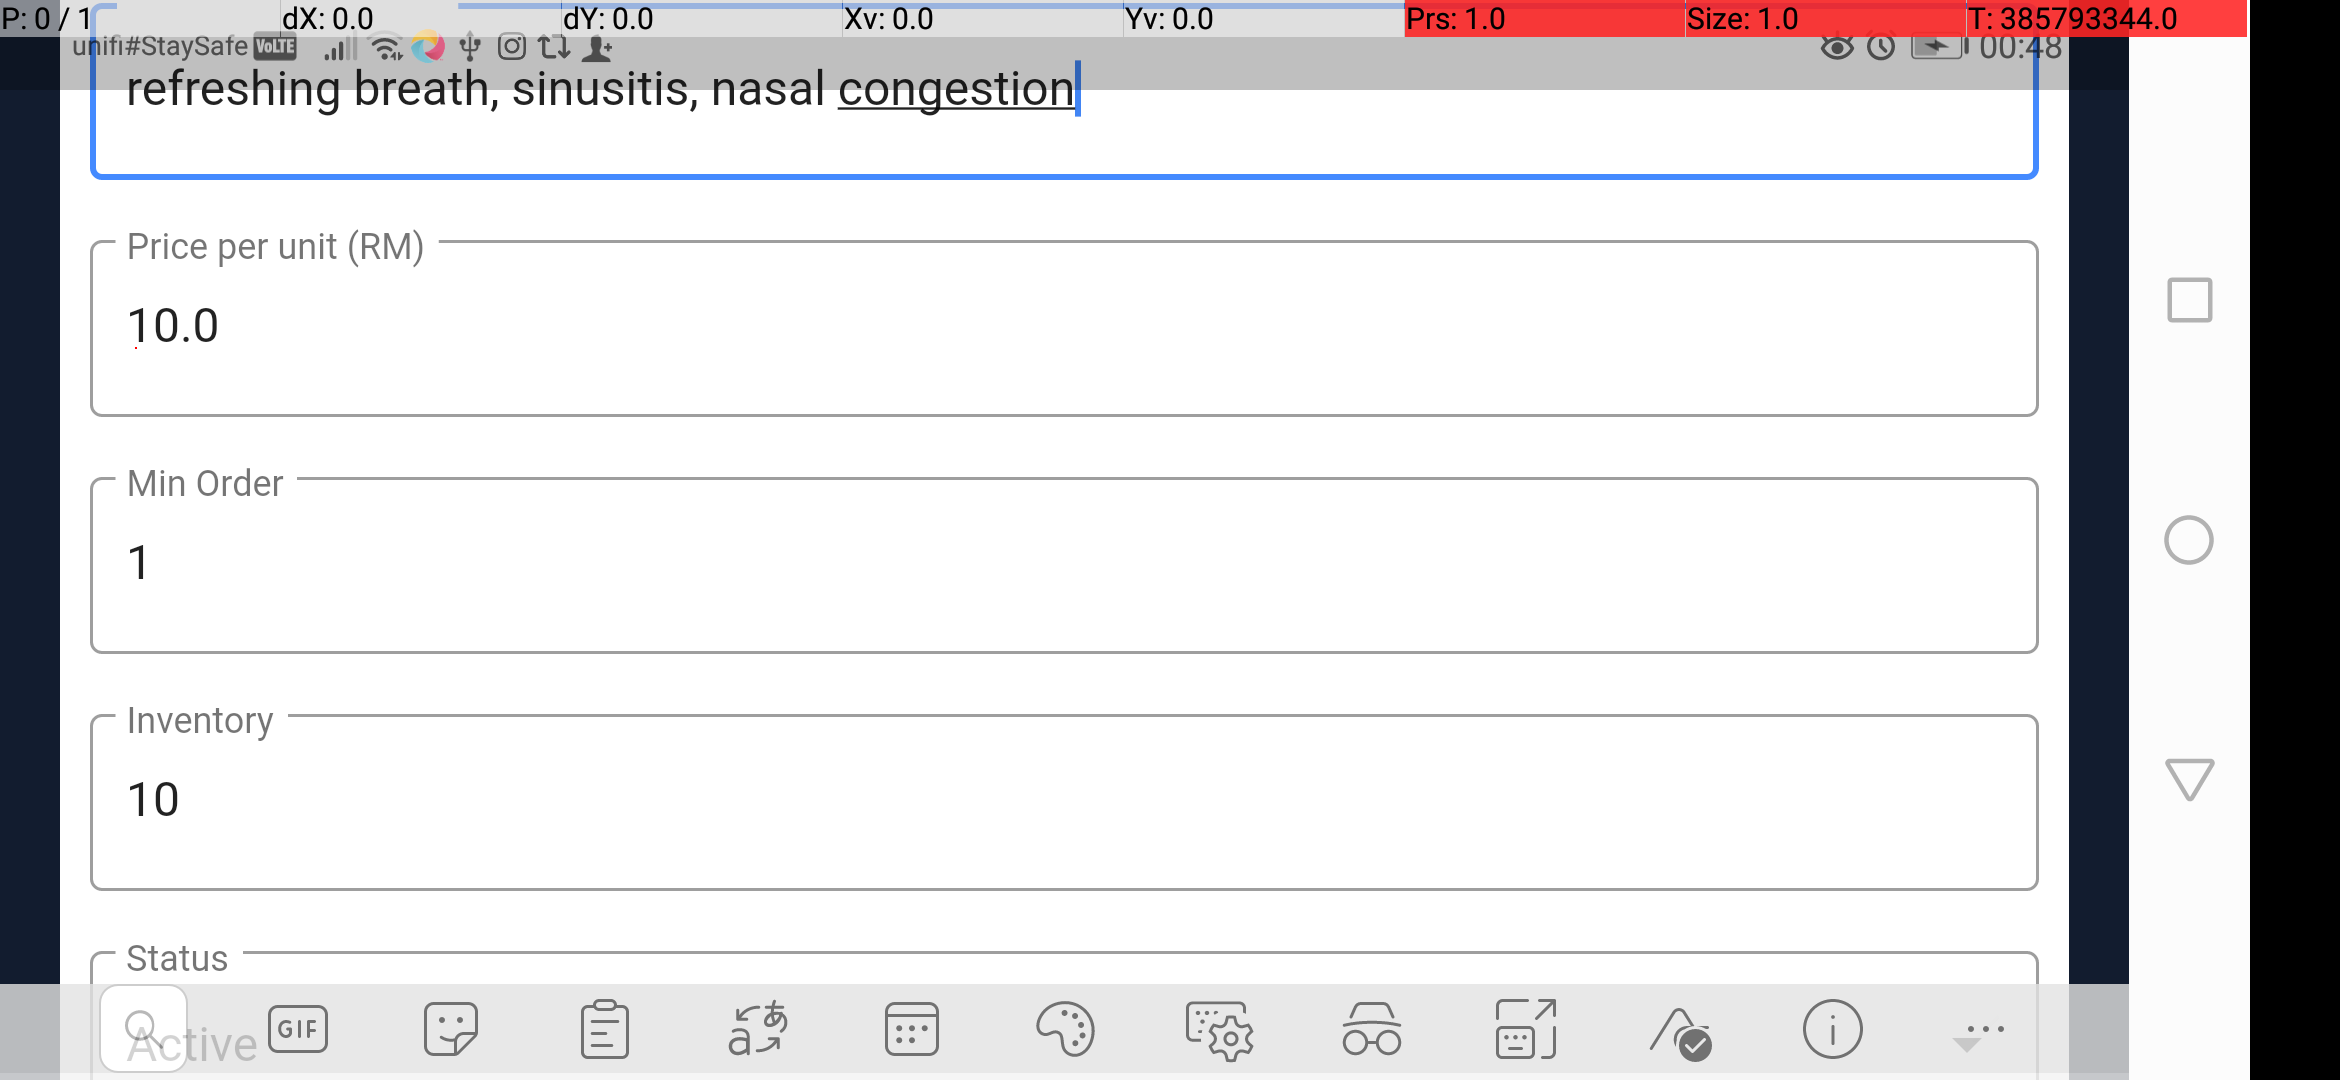 P: 0 / 1 dX: 0.0 dY: 0.0 Xv: 0.0 Yv: 0.0 Prs: 1.0 Size: 1.0 T: 385793344.0
unifi#StaySafe VoLTE 00:48
refreshing breath, sinusitis, nasal congestion
Price per unit (RM)
10.0
Min Order
1
Inventory
10
Status
Active
GIF
aあ